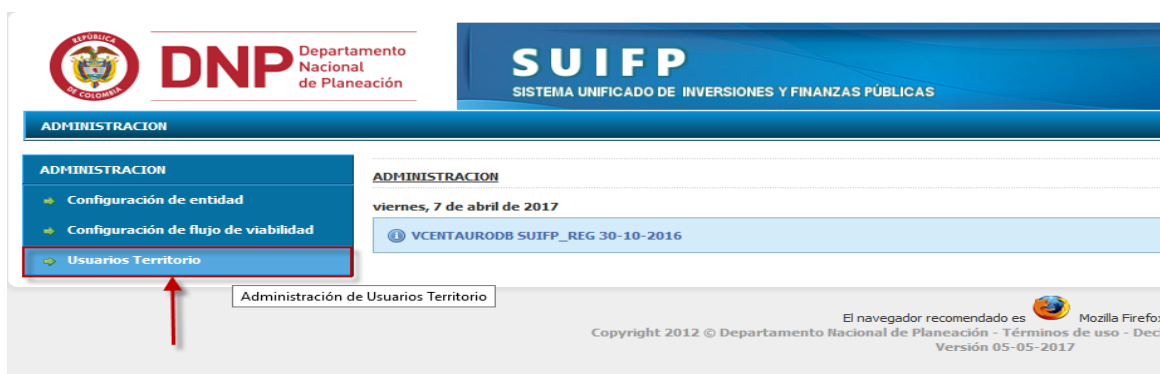 REPÚBLICA
DE COLOMBIA
DNP
Departamento
Nacional
de Planeación
SUIFP
SISTEMA UNIFICADO DE INVERSIONES Y FINANZAS PÚBLICAS
ADMINISTRACION
ADMINISTRACION
Configuración de entidad
Configuración de flujo de viabilidad
Usuarios Territorio
Administración de Usuarios Territorio
ADMINISTRACION
viernes, 7 de abril de 2017
VCENTAURODB SUIFP_REG 30-10-2016
El navegador recomendado es Mozilla Firefo
Copyright 2012 © Departamento Nacional de Planeación - Términos de uso - Dec
Versión 05-05-2017